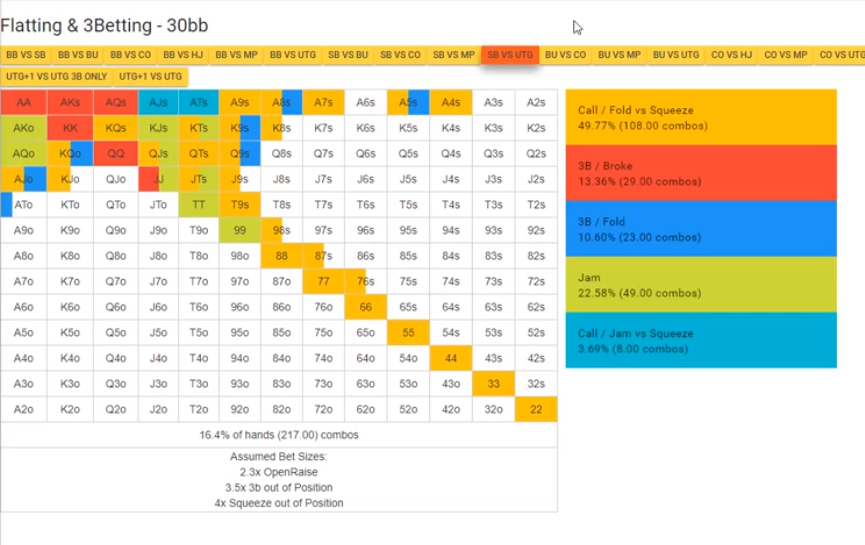 Flatting & 3Betting - 30bb
BB VS SB BB VS BU BB VS CO BB VS HJ BB VS MP BB VS UTG SB VS BU SB VS CO SB VS MP SB VS UTG BU VS CO BU VS MP BU VS UTG CO VS HJ CO VS MP CO VS UTG
UTG+1 VS UTG 3B ONLY UTG+1 VS UTG
AA AKs AQs AJs ATs A9s A8s A7s A6s A5s A4s A3s A2s
AKo KK KQs KJs KTs K9s K8s K7s K6s K5s K4s K3s K2s
AQo KQo QQ QJs QTs Q9s Q8s Q7s Q6s Q5s Q4s Q3s Q2s
AJo KJo QJo JJ JTs J9s J8s J7s J6s J5s J4s J3s J2s
ATo KTo QTo JTo TT T9s T8s T7s T6s T5s T4s T3s T2s
A9o K9o Q9o J9o T9o 99 98s 97s 96s 95s 94s 93s 92s
A8o K8o Q8o J8o T8o 98o 88 87s 86s 85s 84s 83s 82s
A7o K7o Q7o J7o T7o 97o 87o 77 76s 75s 74s 73s 72s
A6o K6o Q6o J6o T6o 96o 86o 76o 66 65s 64s 63s 62s
A5o K5o Q5o J5o T5o 95o 85o 75o 65o 55 54s 53s 52s
A4o K4o Q4o J4o T4o 94o 84o 74o 64o 54o 44 43s 42s
A3o K3o Q3o J3o T3o 93o 83o 73o 63o 53o 43o 33 32s
A2o K2o Q2o J2o T2o 92o 82o 72o 62o 52o 42o 32o 22
16.4% of hands (217.00) combos
Assumed Bet Sizes:
2.3x OpenRaise
3.5x 3b out of Position
4x Squeeze out of Position
Call / Fold vs Squeeze
49.77% (108.00 combos)
3B / Broke
13.36% (29.00 combos)
3B / Fold
10.60% (23.00 combos)
Jam
22.58% (49.00 combos)
Call / Jam vs Squeeze
3.69% (8.00 combos)